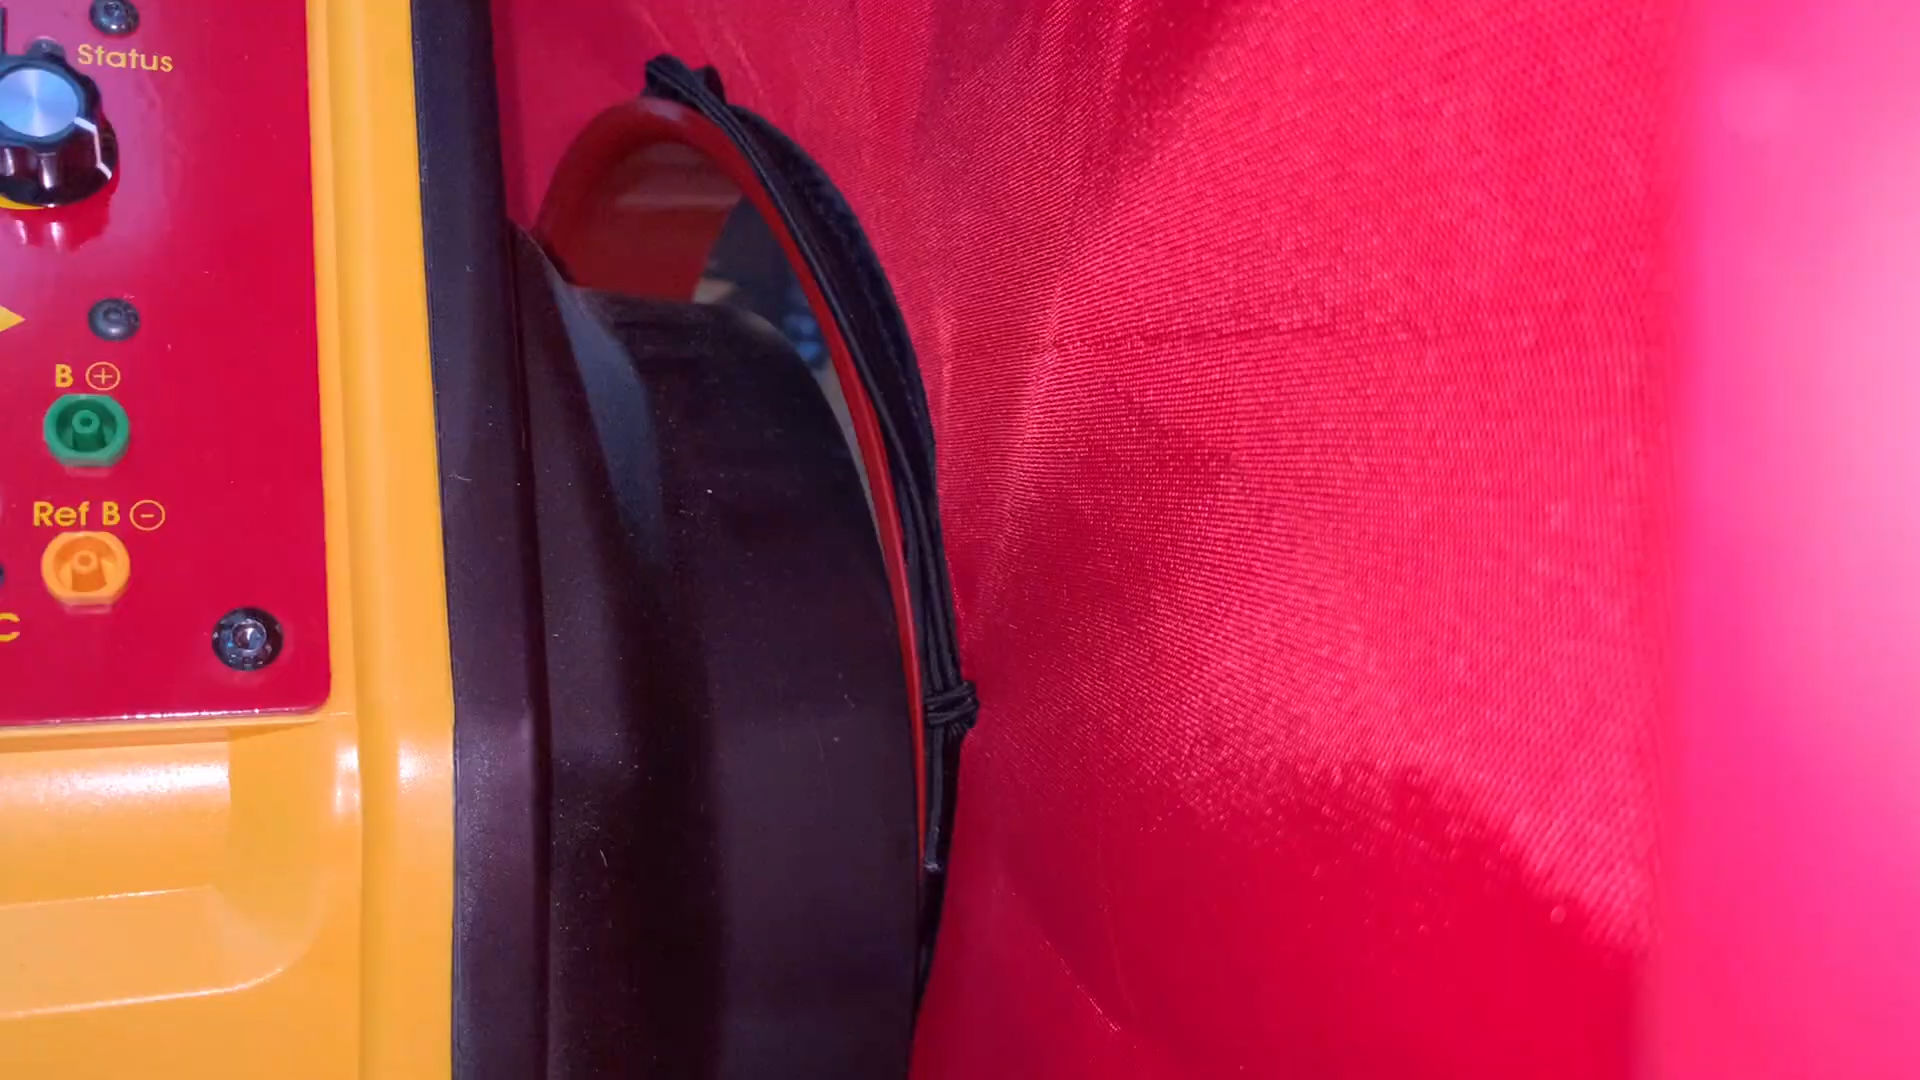 Status
B ⊕
Ref B ⊖
C